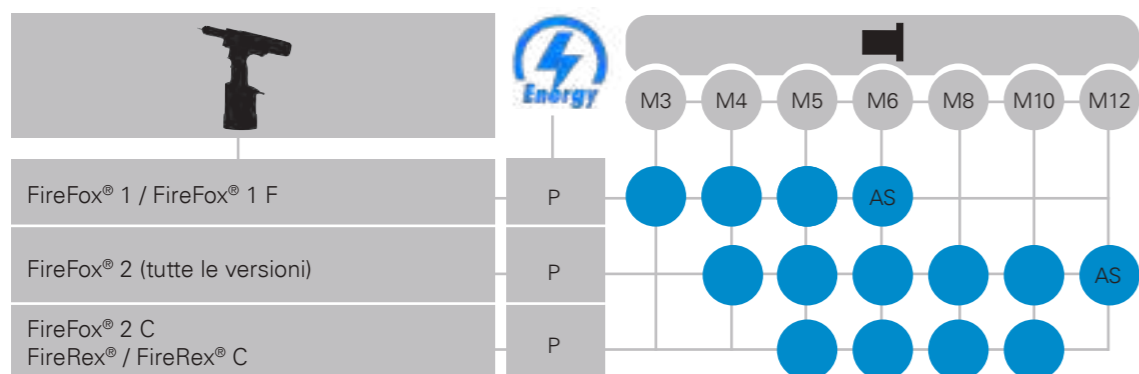 Energy
M3 M4 M5 M6 M8 M10 M12
FireFox® 1 / FireFox® 1 F P AS
FireFox® 2 (tutte le versioni) P AS
FireFox® 2 C
FireRex® / FireRex® C P